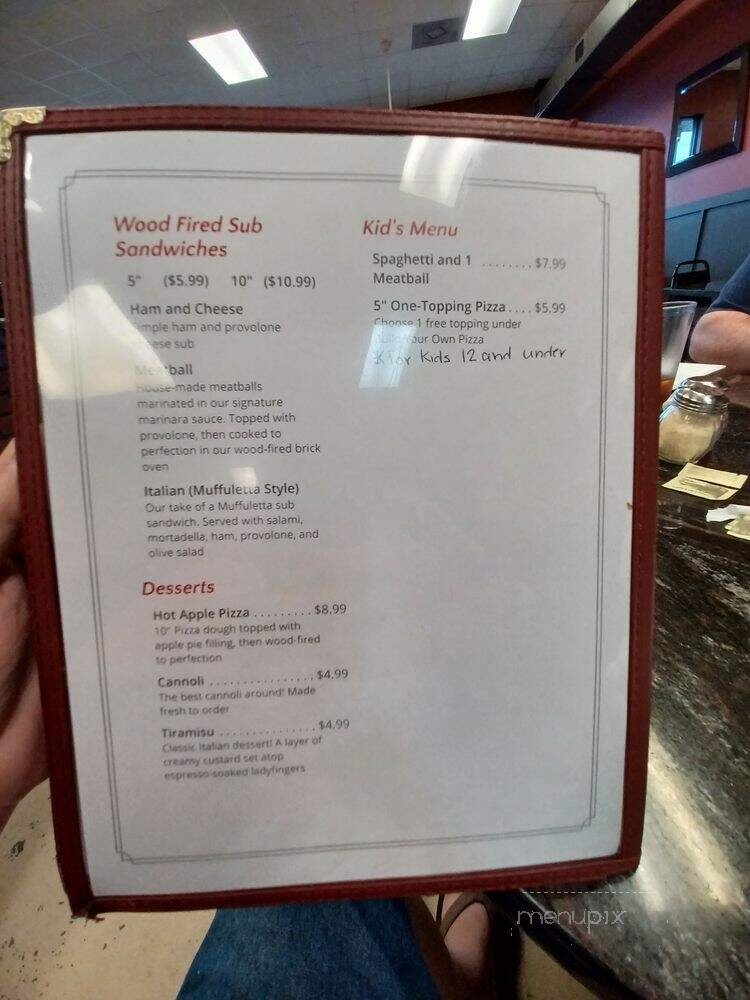 Wood Fired Sub
Sandwiches
5" ($5.99) 10" ($10.99)
Ham and Cheese
ham and provolone
sub
House-made meatballs
marinated in our signature
marinara sauce. Topped with
provolone, then cooked to
perfection in our wood-fired brick
oven
Italian (Muffuletta Style)
Our take of a Muffuletta sub
sandwich. Served with salami,
mortadella, ham, provolone, and
olive salad
Desserts
Hot Apple Pizza . . . . . . . . . $8.99
10" Pizza dough topped with
apple pie filling, then wood-fired
to perfection
Cannoli . . . . . . . . . . . . . . . . $4.99
The best cannoli around! Made
fresh to order
Tiramisu . . . . . . . . . . . . . . . $4.99
Classic Italian dessert! A layer of
creamy custard set atop
espresso-soaked ladyfingers
Kid's Menu
Spaghetti and 1 . . . . . . . . $7.99
Meatball
5" One-Topping Pizza . . . . $5.99
Choose 1 free topping under
Build Your Own Pizza
*For Kids 12 and under
menupix